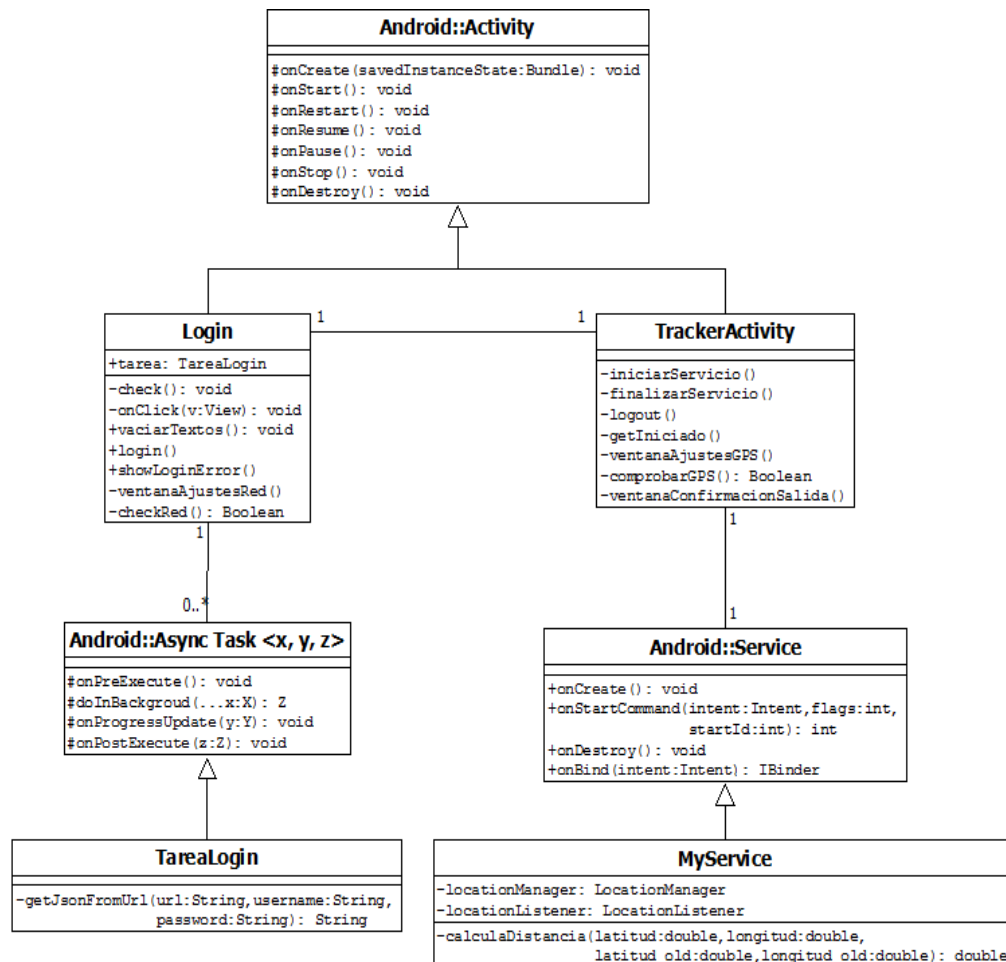 Android::Activity
#onCreate(savedInstanceState:Bundle): void
#onStart(): void
#onRestart(): void
#onResume(): void
#onPause(): void
#onStop(): void
#onDestroy(): void
1
1
Login
+tarea: TareaLogin
-check(): void
-onClick(v:View): void
+vaciarTextos(): void
+login()
+showLoginError()
-ventanaAjustesRed()
-checkRed(): Boolean
TrackerActivity
-iniciarServicio()
-finalizarServicio()
-logout()
-getIniciado()
-ventanaAjustesGPS()
-comprobarGPS(): Boolean
-ventanaConfirmacionSalida()
1
0..*
1
1
Android::Async Task <x, y, z>
#onPreExecute(): void
#doInBackgroud(...x:X): Z
#onProgressUpdate(y:Y): void
#onPostExecute(z:Z): void
Android::Service
+onCreate(): void
+onStartCommand(intent:Intent,flags:int,
startId:int): int
+onDestroy(): void
+onBind(intent:Intent): IBinder
TareaLogin
-getJsonFromUrl(url:String,username:String,
password:String): String
MyService
-locationManager: LocationManager
-locationListener: LocationListener
-calculaDistancia(latitud:double,longitud:double,
latitud_old:double,longitud_old:double): double